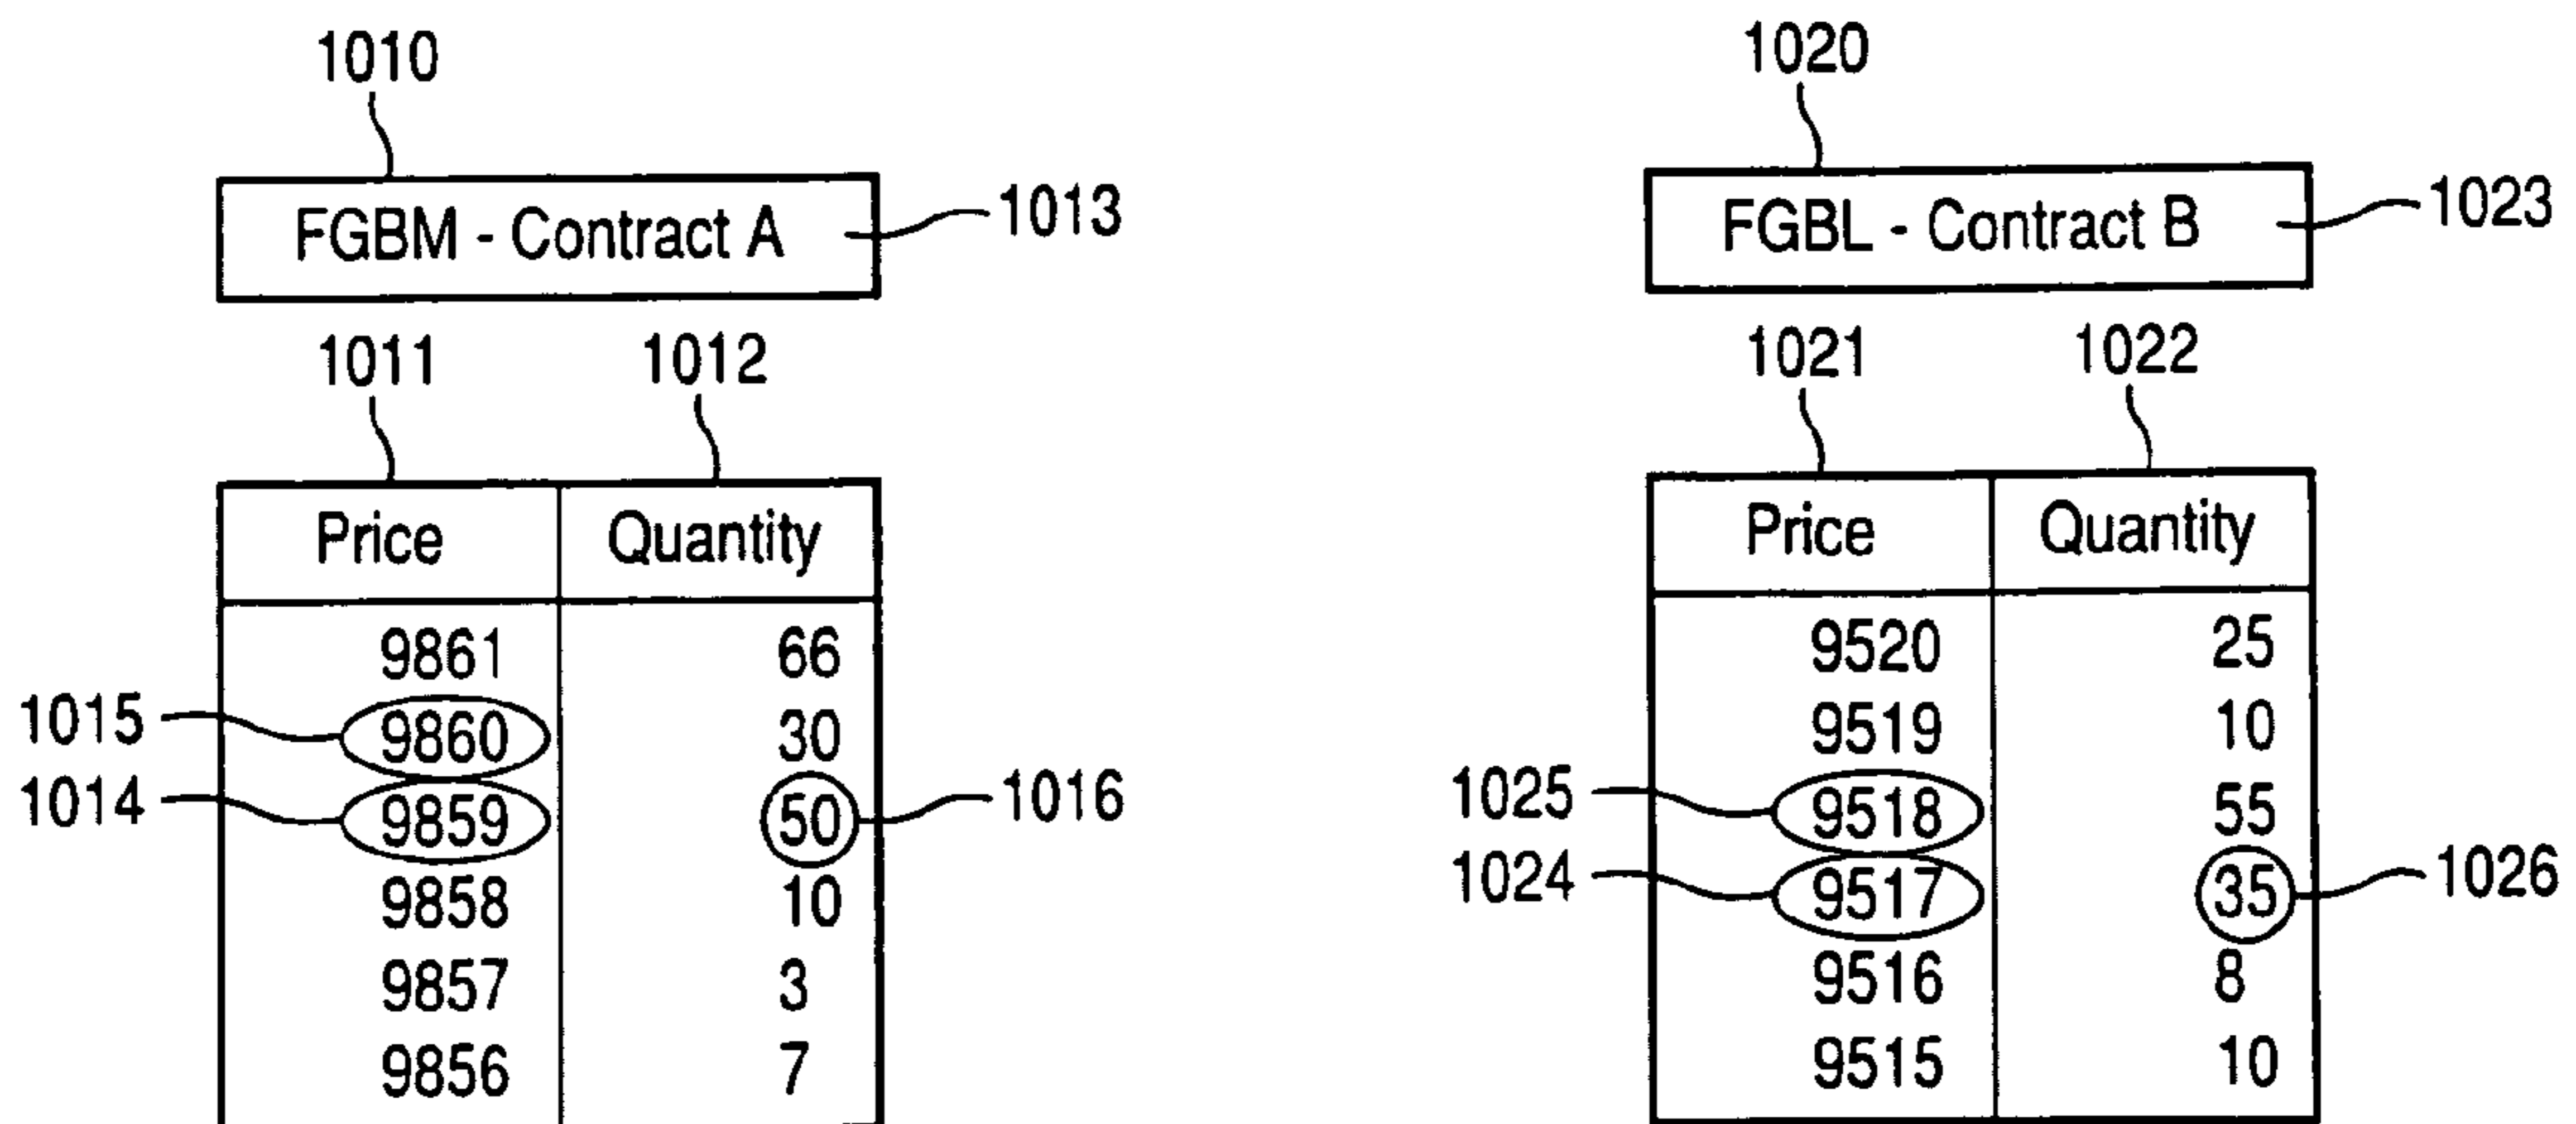 1010
FGBM - Contract A
1013
1011 1012
Price Quantity
9861 66
1015 9860 30
1014 9859 50 1016
9858 10
9857 3
9856 7
1020
FGBL - Contract B
1023
1021 1022
Price Quantity
9520 25
9519 10
1025 9518 55
1024 9517 35 1026
9516 8
9515 10